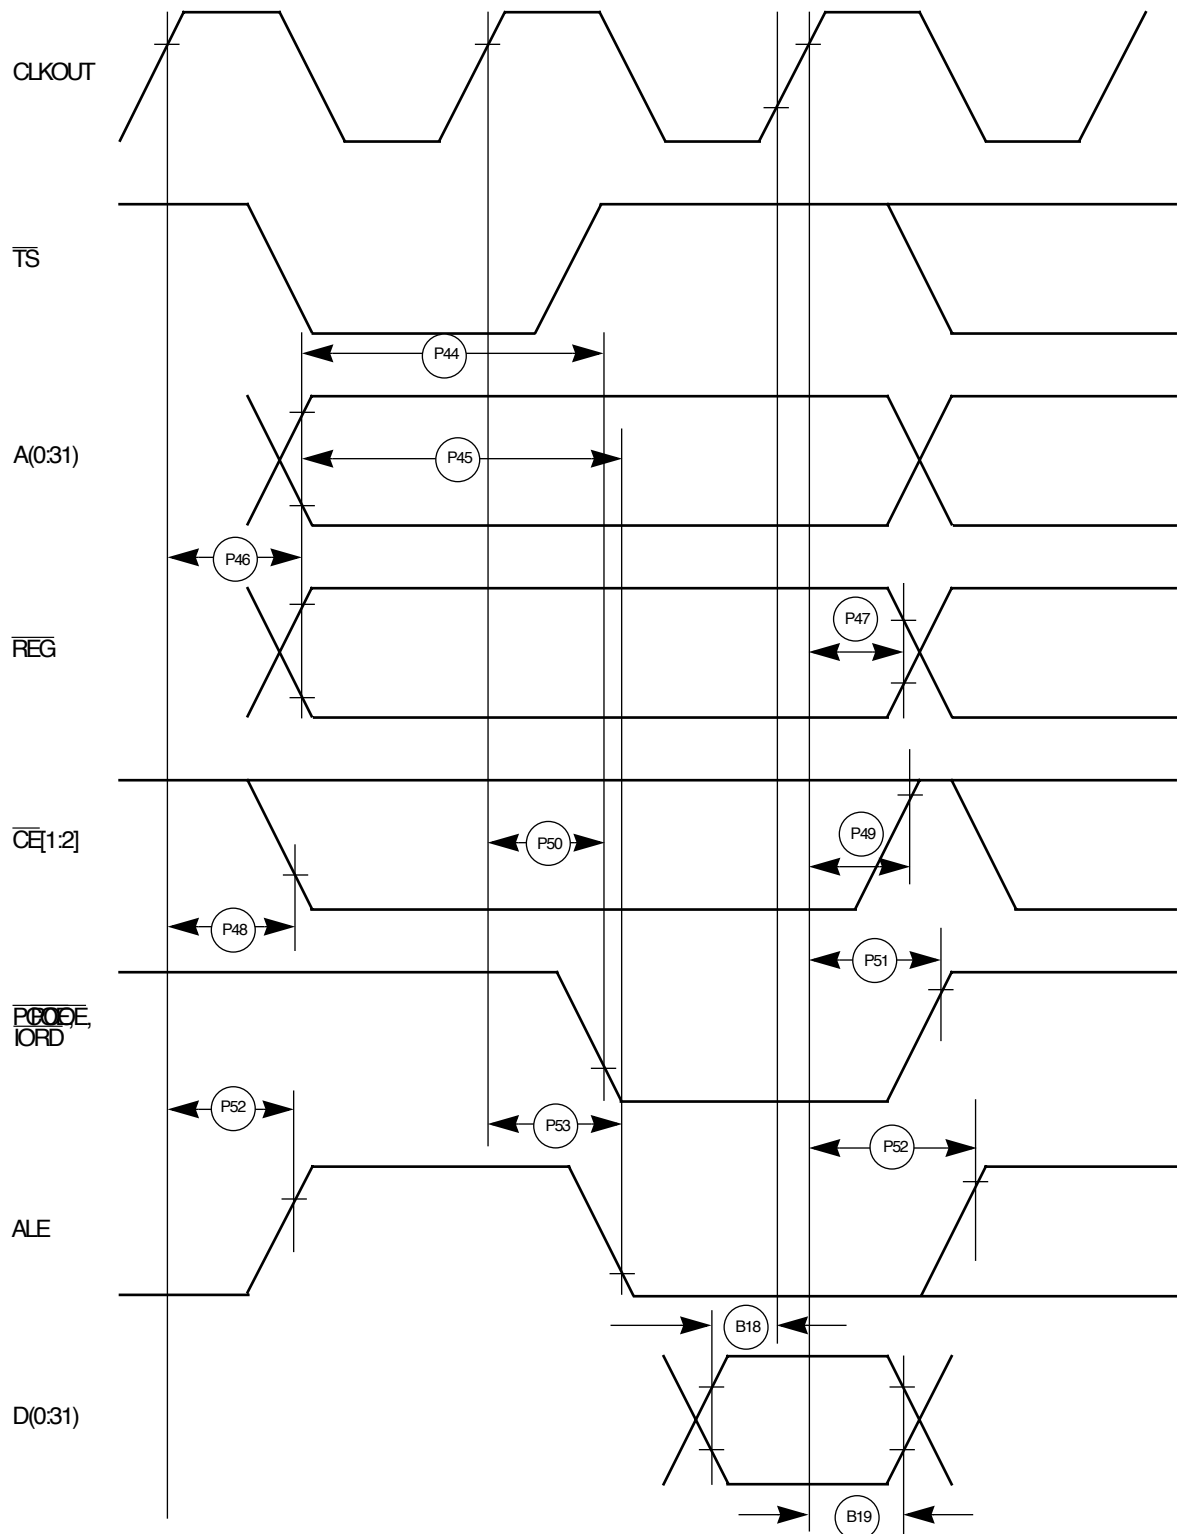 CLKOUT
TS
P44
A(0:31)
P45
P46
REG
P47
CE[1:2]
P50
P49
P48
P51
IORD
P52
P53
P52
ALE
B18
D(0:31)
B19